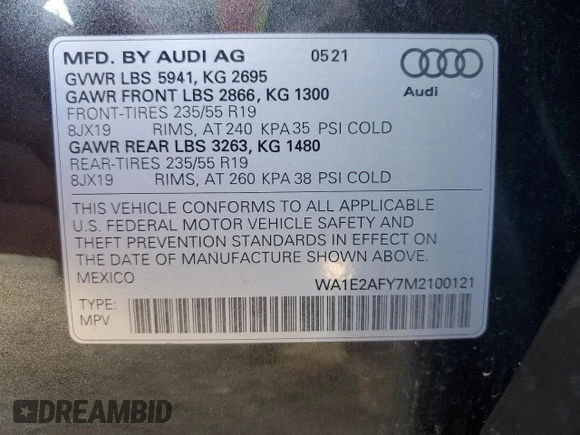 MFD. BY AUDI AG 05 21
GVWR LBS 5941, KG 2695
GAWR FRONT LBS 2866, KG 1300
FRONT-TIRES 235/55 R19
8JX19 RIMS, AT 240 KPA 35 PSI COLD
GAWR REAR LBS 3263, KG 1480
REAR-TIRES 235/55 R19
8JX19 RIMS, AT 260 KPA 38 PSI COLD
Audi
THIS VEHICLE CONFORMS TO ALL APPLICABLE
U.S. FEDERAL MOTOR VEHICLE SAFETY AND
THEFT PREVENTION STANDARDS IN EFFECT ON
THE DATE OF MANUFACTURE SHOWN ABOVE.
MEXICO WA1E2AFY7M2100121
TYPE:
MPV
DREAMBID